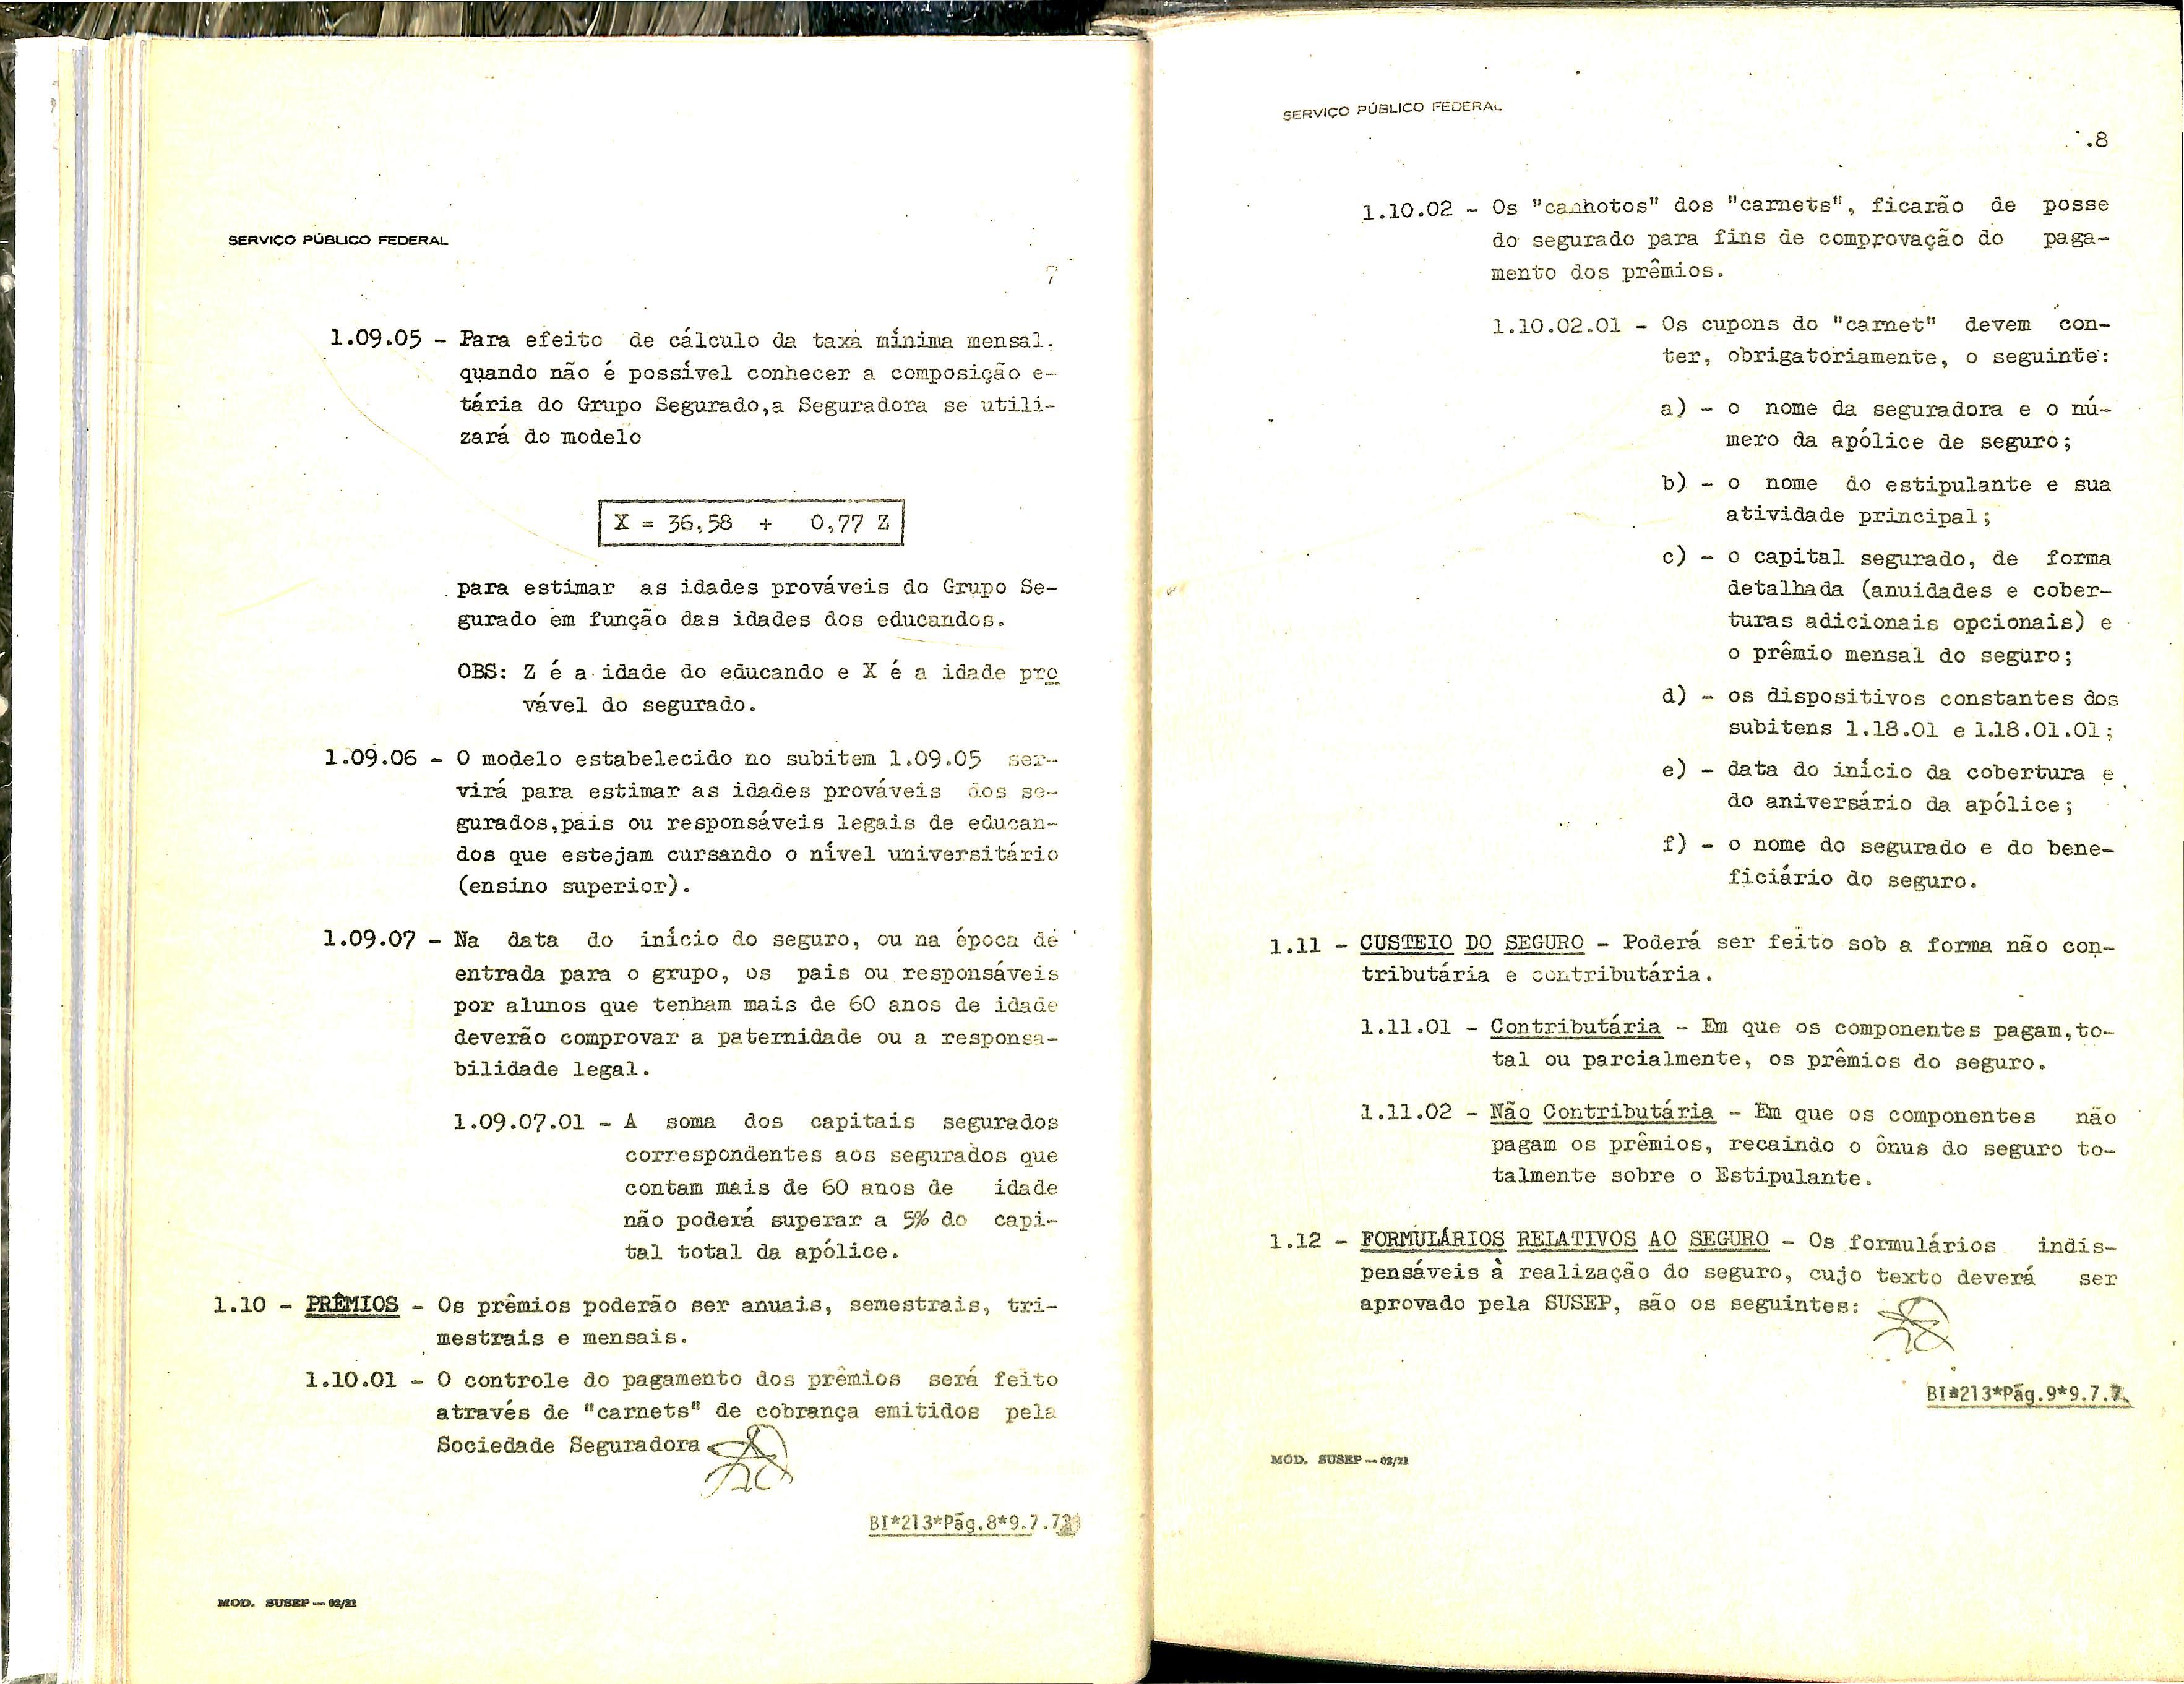 SERVIÇO PÚBLICO FEDERAL
7
1.09.05 - Para efeito de cálculo da taxa mínima mensal,
quando não é possível conhecer a composição e-
tária do Grupo Segurado,a Seguradora se utili-
zará do modelo
X = 36,58 + 0,77 Z
para estimar as idades prováveis do Grupo Se-
gurado em função das idades dos educandos.
OBS: Z é a idade do educando e X é a idade pro
vável do segurado.
1.09.06 - O modelo estabelecido no subitem 1.09.05 ser-
virá para estimar as idades prováveis dos se-
gurados,pais ou responsáveis legais de educan-
dos que estejam cursando o nível universitário
(ensino superior).
1.09.07 - Na data do início do seguro, ou na época de
entrada para o grupo, os pais ou responsáveis
por alunos que tenham mais de 60 anos de idade
deverão comprovar a paternidade ou a responsa-
bilidade legal.
1.09.07.01 - A soma dos capitais segurados
correspondentes aos segurados que
contam mais de 60 anos de idade
não poderá superar a 5% do capi-
tal total da apólice.
1.10 - PRÊMIOS - Os prêmios poderão ser anuais, semestrais, tri-
mestrais e mensais.
1.10.01 - O controle do pagamento dos prêmios será feito
através de "carnets" de cobrança emitidos pela
Sociedade Seguradora
BI*213*Pág.8*9.7.73
MOD. SUSEP — 02/21
SERVIÇO PÚBLICO FEDERAL
.8
1.10.02 - Os "canhotos" dos "carnets", ficarão de posse
do segurado para fins de comprovação do paga-
mento dos prêmios.
1.10.02.01 - Os cupons do "carnet" devem con-
ter, obrigatoriamente, o seguinte:
a) - o nome da seguradora e o nú-
mero da apólice de seguro;
b) - o nome do estipulante e sua
atividade principal;
c) - o capital segurado, de forma
detalhada (anuidades e cober-
turas adicionais opcionais) e
o prêmio mensal do seguro;
d) - os dispositivos constantes dos
subitens 1.18.01 e 1.18.01.01;
e) - data do início da cobertura e
do aniversário da apólice;
f) - o nome do segurado e do bene-
ficiário do seguro.
1.11 - CUSTEIO DO SEGURO - Poderá ser feito sob a forma não con-
tributária e contributária.
1.11.01 - Contributária - Em que os componentes pagam,to-
tal ou parcialmente, os prêmios do seguro.
1.11.02 - Não Contributária - Em que os componentes não
pagam os prêmios, recaindo o ônus do seguro to-
talmente sobre o Estipulante.
1.12 - FORMULÁRIOS RELATIVOS AO SEGURO - Os formulários indis-
pensáveis à realização do seguro, cujo texto deverá ser
aprovado pela SUSEP, são os seguintes:
BI*213*Pág.9*9.7.7
MOD. SUSEP — 02/21